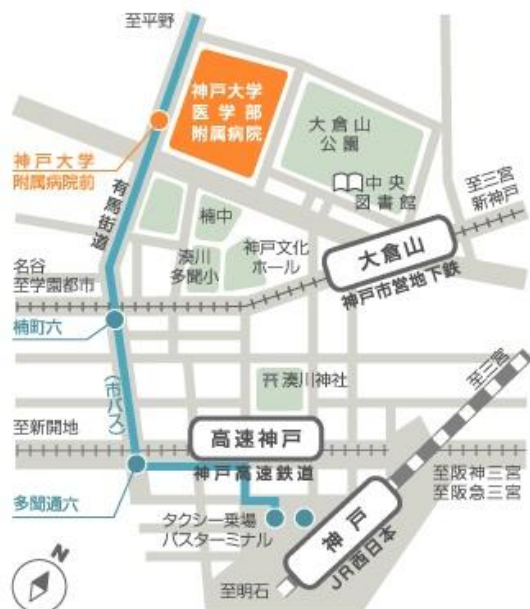 至平野
神戸大学
医学部
附属病院
大倉山
公園
神戸大学
附属病院前
有馬街道
中央
図書館
至三宮
新神戸
楠中
湊川
多聞小
神戸文化
ホール
大倉山
神戸市営地下鉄
名谷
至学園都市
楠町六
至三宮
湊川神社
(市バス)
至新開地
高速神戸
神戸高速鉄道
至阪神三宮
至阪急三宮
多聞通六
タクシー乗場
バスターミナル
神戸
JR西日本
至明石
N